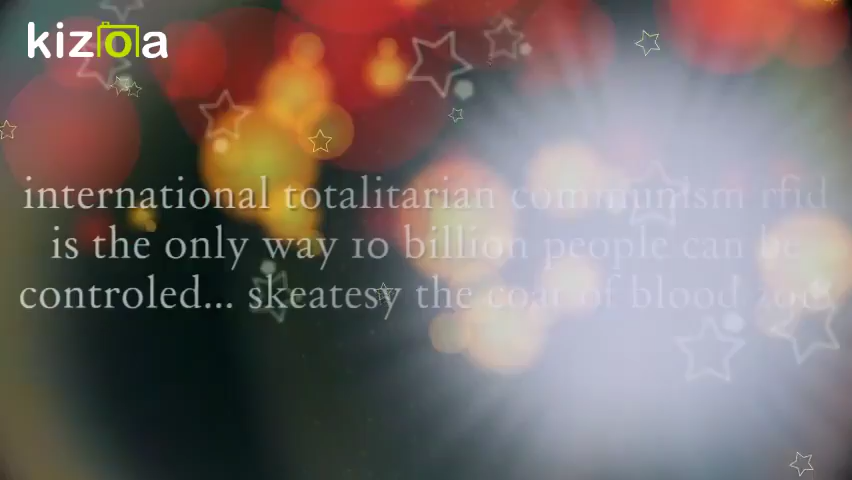 kizoa
international totalitarian communism rfid
is the only way 10 billion people can be
controled... skeatesy the coat of blood